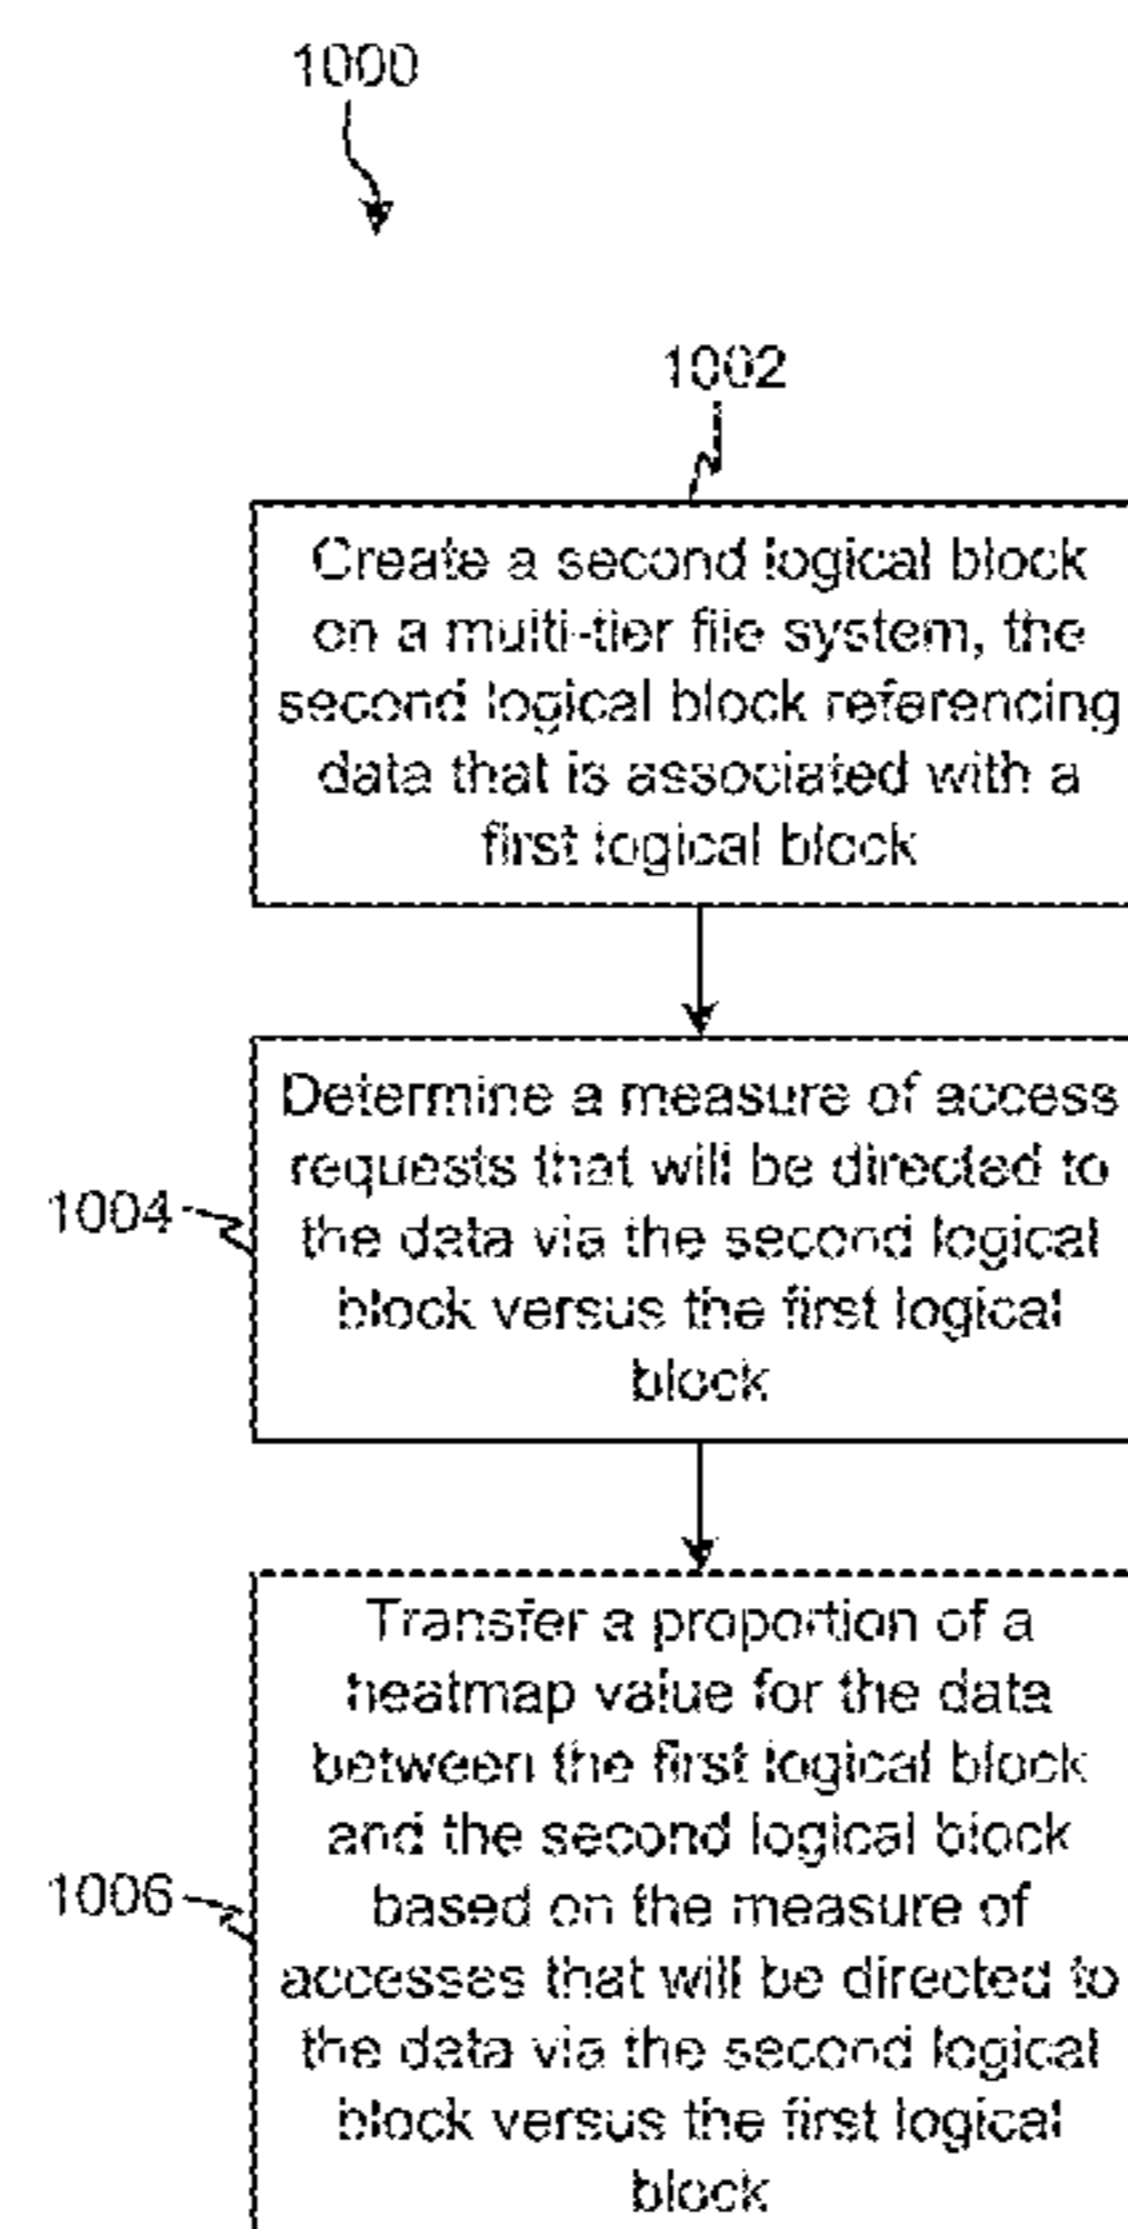 1000
1002
Create a second logical block
on a multi-tier file system, the
second logical block referencing
data that is associated with a
first logical block
Determine a measure of access
requests that will be directed to
the data via the second logical
block versus the first logical
block
1004
Transfer a proportion of a
heatmap value for the data
between the first logical block
and the second logical block
based on the measure of
accesses that will be directed to
the data via the second logical
block versus the first logical
block
1006